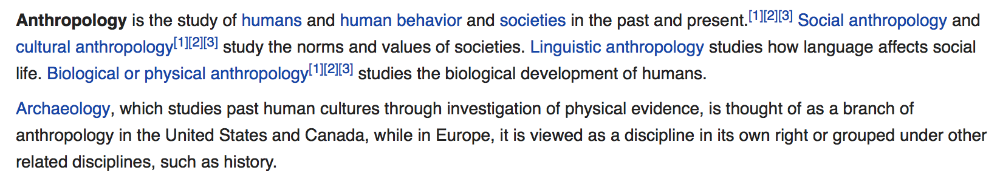 Anthropology is the study of humans and human behavior and societies in the past and present.[1][2][3] Social anthropology and
cultural anthropology[1][2][3] study the norms and values of societies. Linguistic anthropology studies how language affects social
life. Biological or physical anthropology[1][2][3] studies the biological development of humans.
Archaeology, which studies past human cultures through investigation of physical evidence, is thought of as a branch of
anthropology in the United States and Canada, while in Europe, it is viewed as a discipline in its own right or grouped under other
related disciplines, such as history.